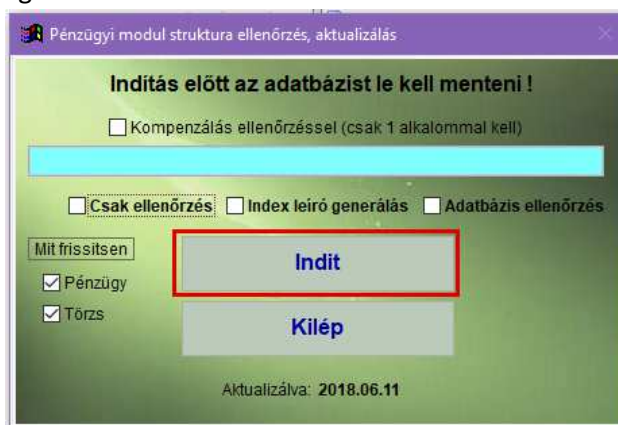 Pénzügyi modul struktura ellenőrzés, aktualizálás
Indítás előtt az adatbázist le kell menteni !
Kompenzálás ellenőrzéssel (csak 1 alkalommal kell)
Csak ellenőrzés Index leíró generálás Adatbázis ellenőrzés
Mit frissitsen
Pénzügy
Törzs
Indit
Kilép
Aktualizálva: 2018.06.11